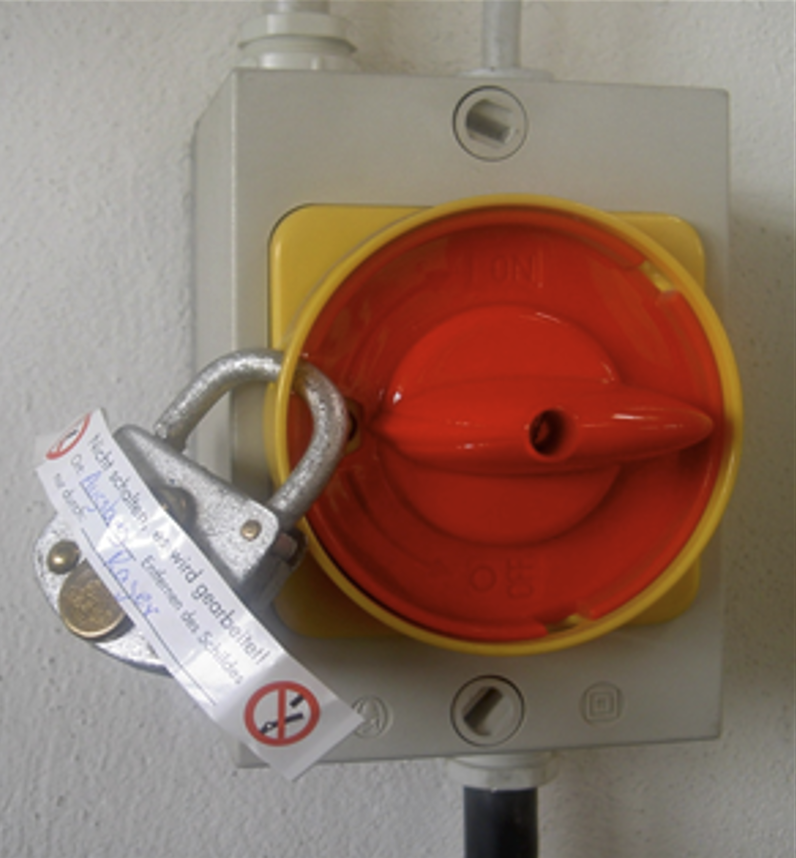 ON
Nicht schalten, es wird gearbeitet!
Ort: Entfernen des Schildes
nur durch:
OFF